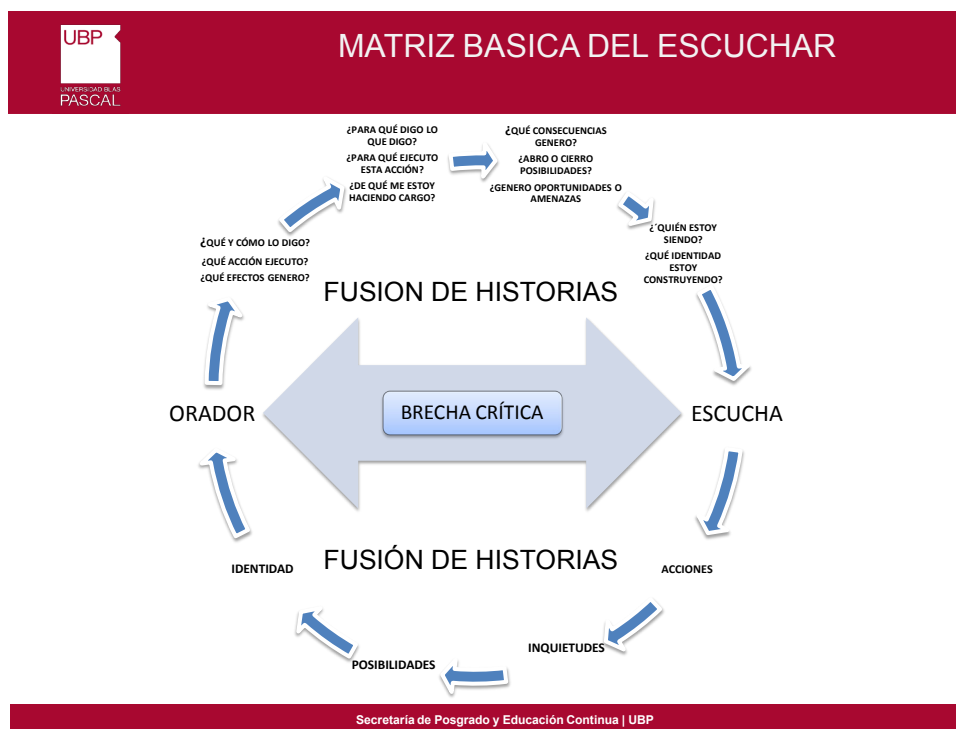 UBP
UNIVERSIDAD BLAS
PASCAL
MATRIZ BASICA DEL ESCUCHAR
¿PARA QUÉ DIGO LO
QUE DIGO?
¿PARA QUÉ EJECUTO
ESTA ACCIÓN?
¿DE QUÉ ME ESTOY
HACIENDO CARGO?
¿QUÉ CONSECUENCIAS
GENERO?
¿ABRO O CIERRO
POSIBILIDADES?
¿GENERO OPORTUNIDADES O
AMENAZAS
¿´QUIÉN ESTOY
SIENDO?
¿QUÉ IDENTIDAD
ESTOY
CONSTRUYENDO?
¿QUÉ Y CÓMO LO DIGO?
¿QUÉ ACCIÓN EJECUTO?
¿QUÉ EFECTOS GENERO?
FUSION DE HISTORIAS
ORADOR
BRECHA CRÍTICA
ESCUCHA
FUSIÓN DE HISTORIAS
IDENTIDAD
ACCIONES
INQUIETUDES
POSIBILIDADES
Secretaría de Posgrado y Educación Continua | UBP